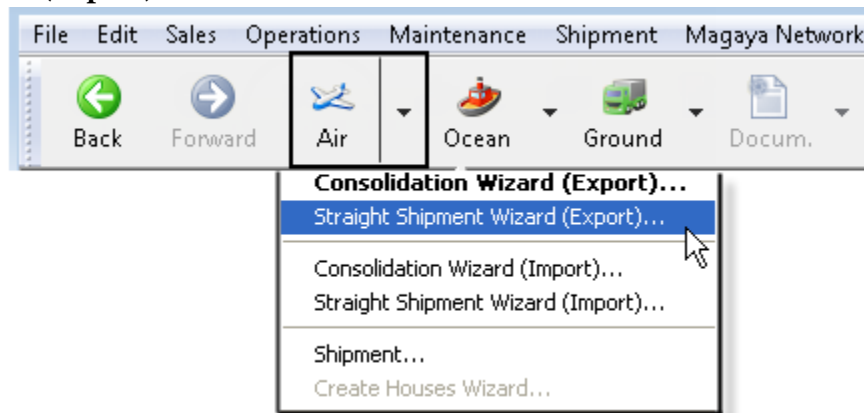 File Edit Sales Operations Maintenance Shipment Magaya Network
Back Forward Air Ocean Ground Docum.
Consolidation Wizard (Export)...
Straight Shipment Wizard (Export)...
Consolidation Wizard (Import)...
Straight Shipment Wizard (Import)...
Shipment...
Create Houses Wizard...